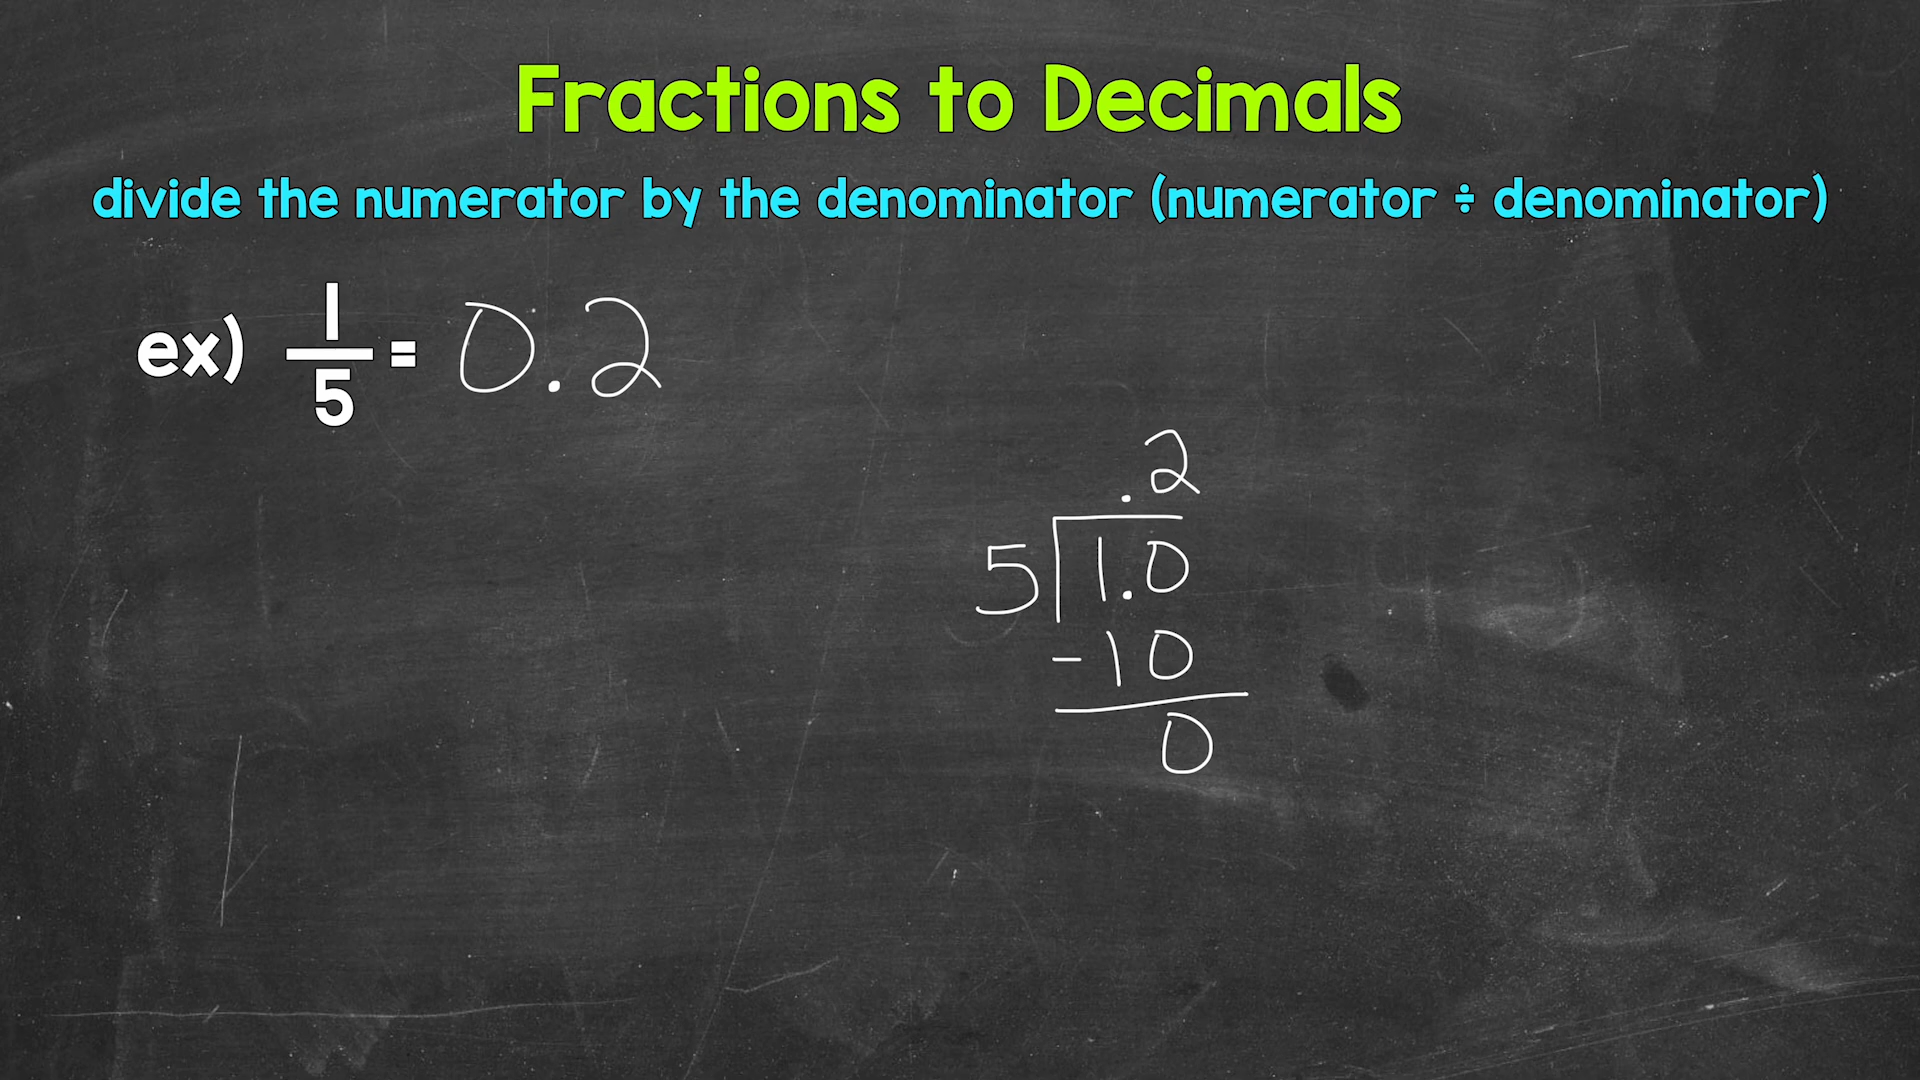 Fractions to Decimals
divide the numerator by the denominator (numerator ÷ denominator)
ex) 1/5 = 0.2
.2
5 1.0
-10
0